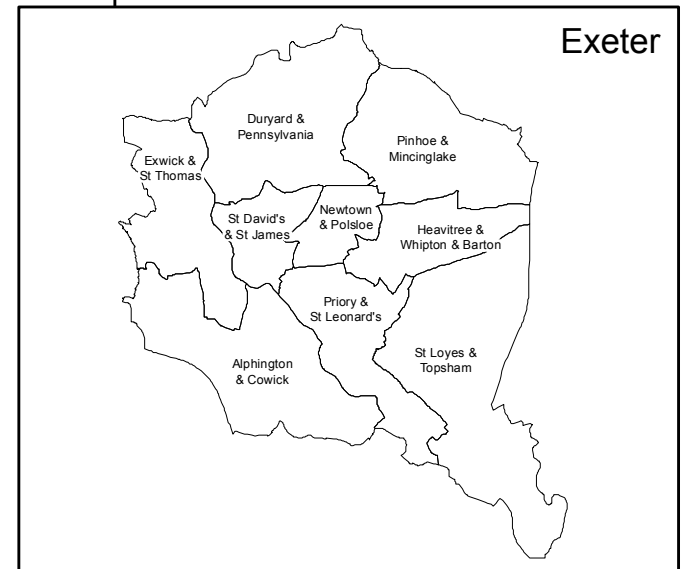 Exeter
Duryard &
Pennsylvania
Pinhoe &
Mincinglake
Exwick &
St Thomas
St David's
& St James
Newtown
& Polsloe
Heavitree &
Whipton & Barton
Priory &
St Leonard's
St Loyes &
Topsham
Alphington
& Cowick